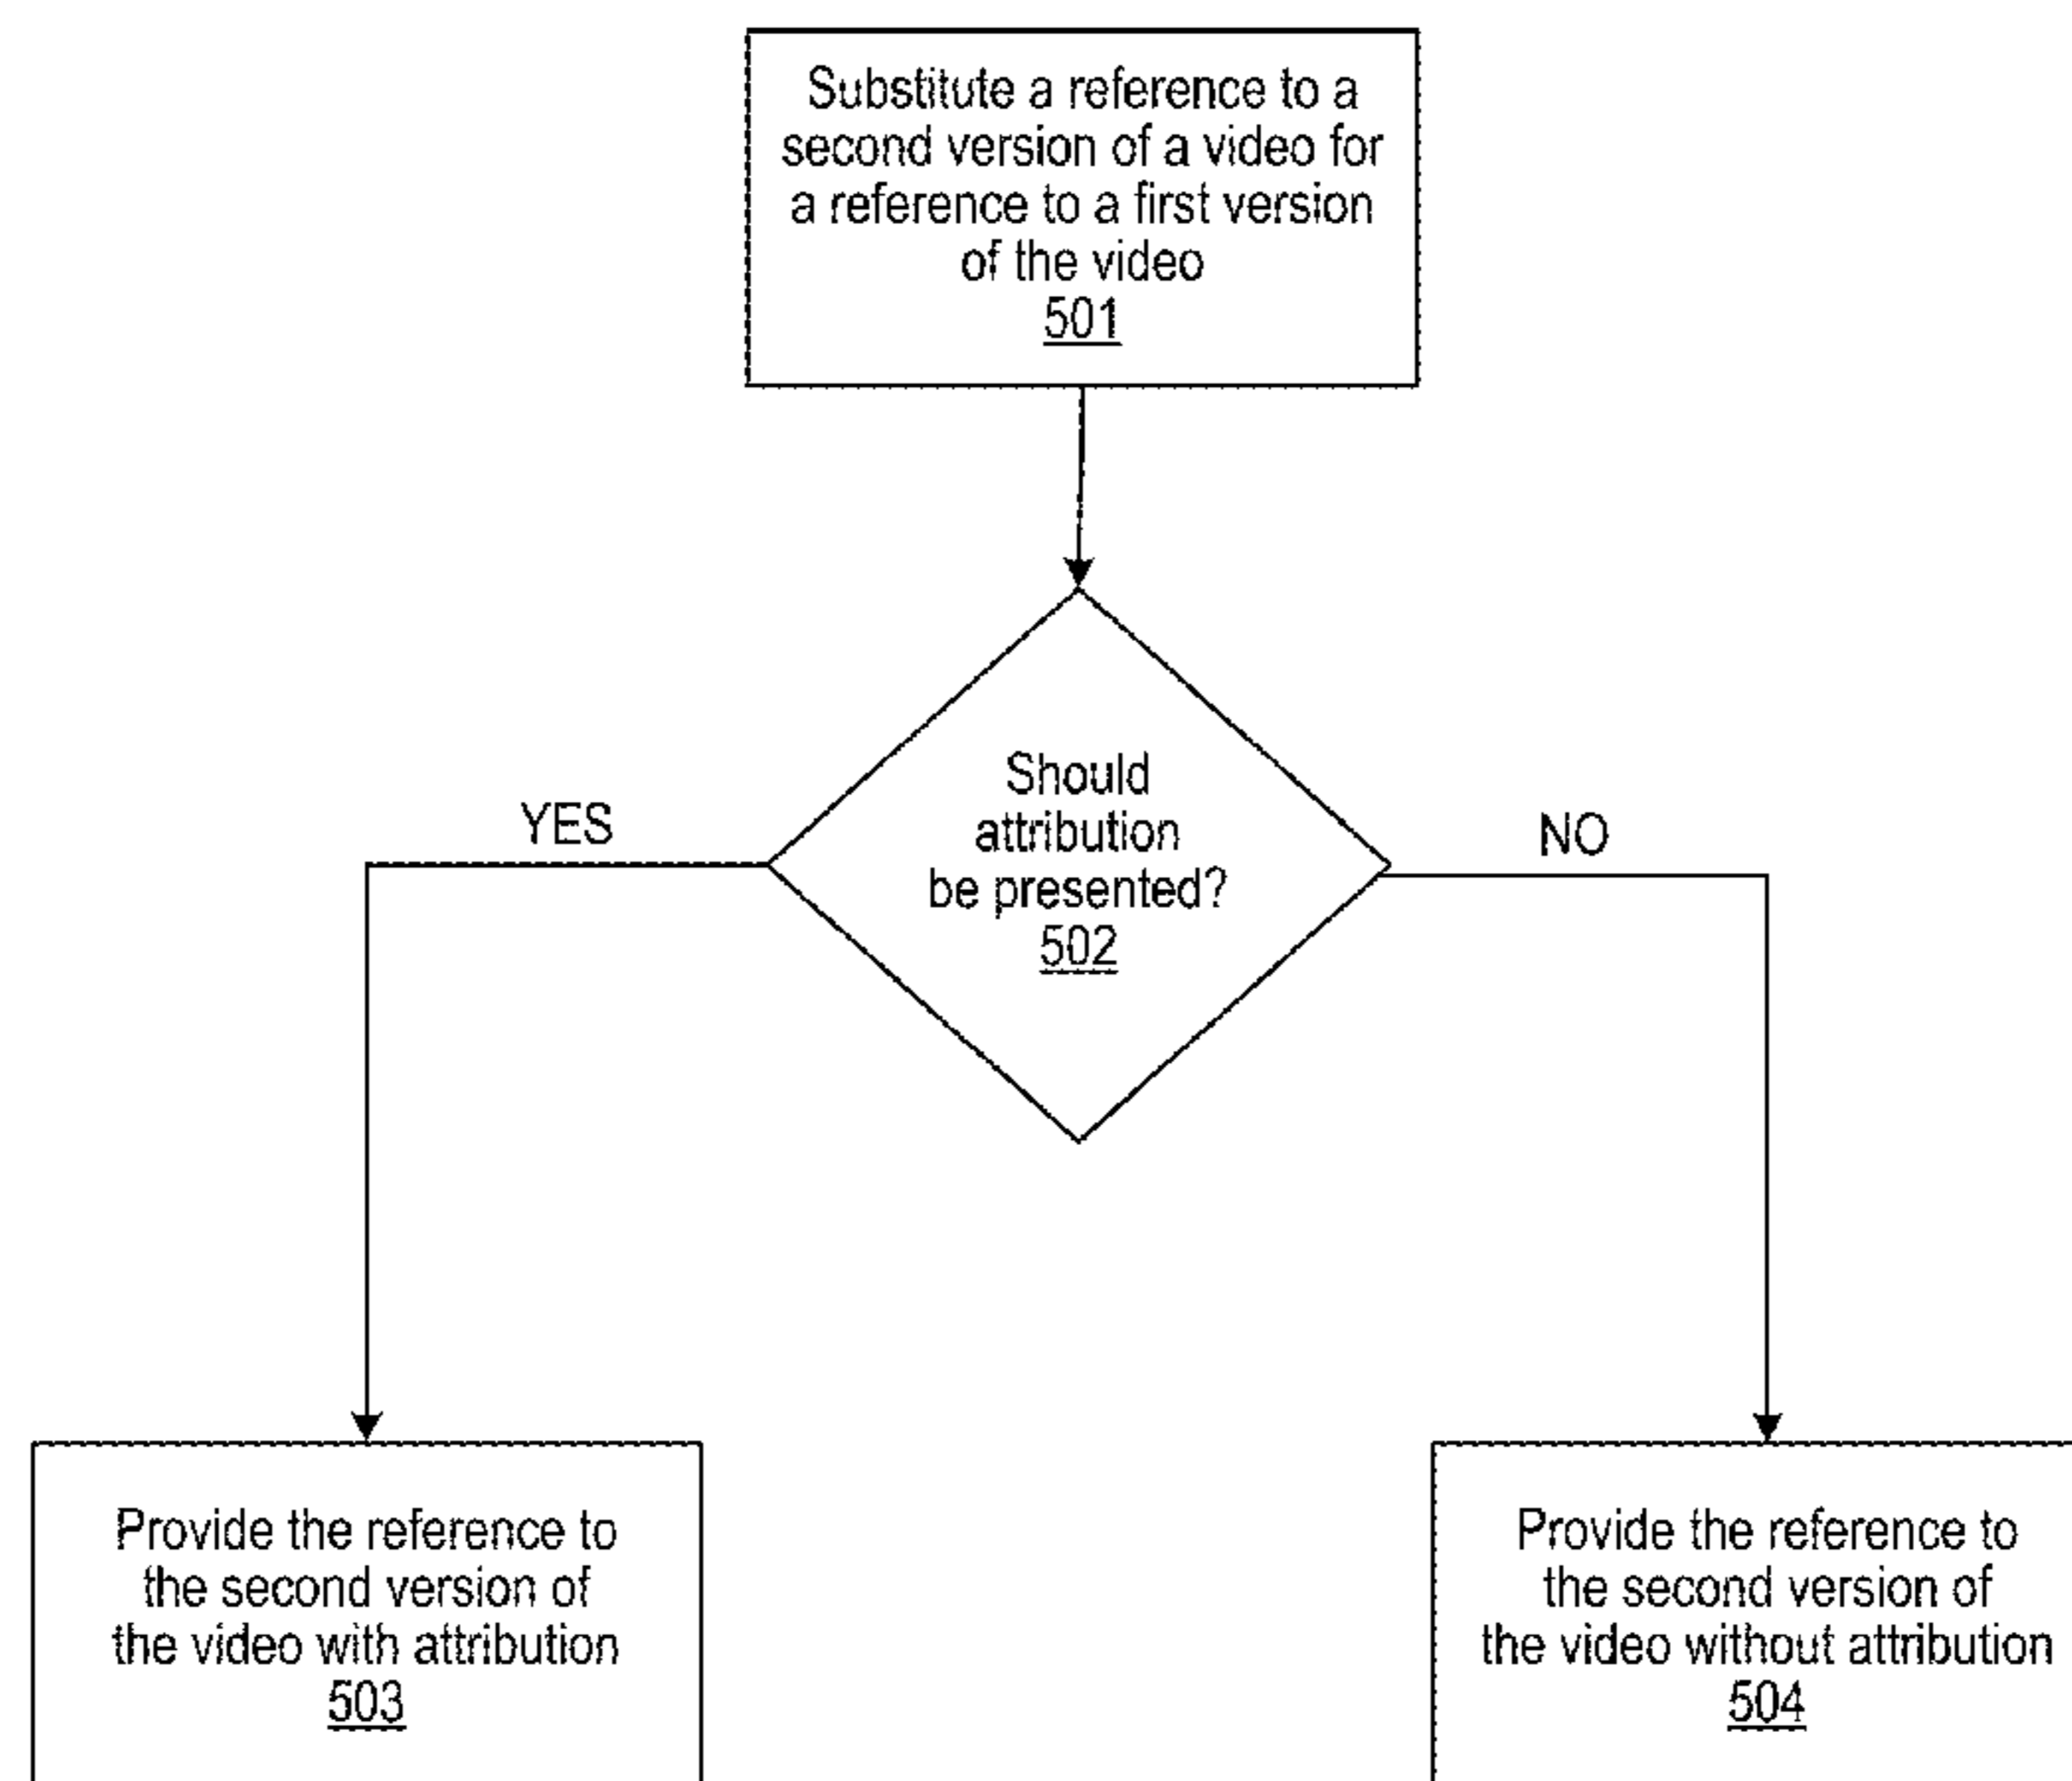 Substitute a reference to a
second version of a video for
a reference to a first version
of the video
501
Should
attribution
be presented?
502
YES
NO
Provide the reference to
the second version of
the video with attribution
503
Provide the reference to
the second version of
the video without attribution
504